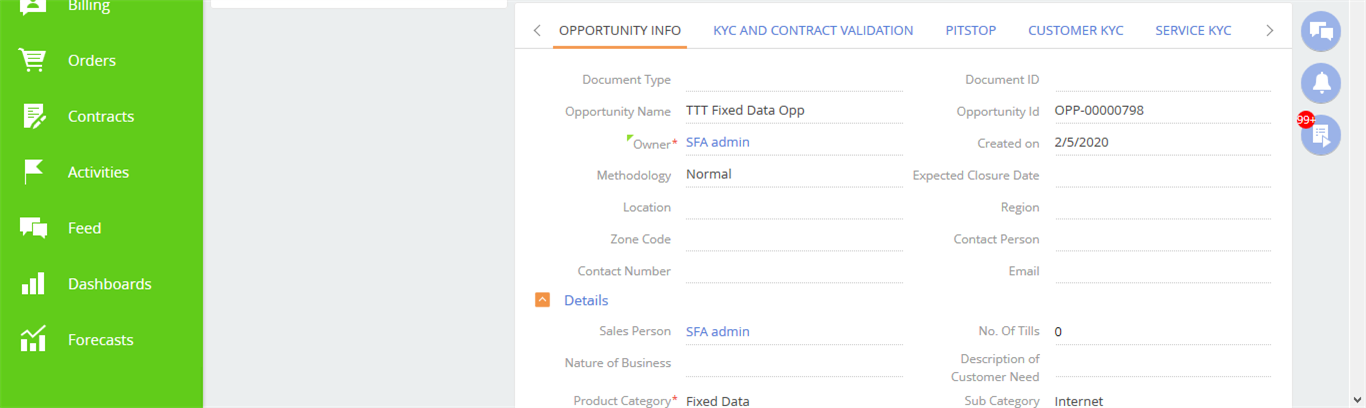 Billing
Orders
Contracts
Activities
Feed
Dashboards
Forecasts
OPPORTUNITY INFO KYC AND CONTRACT VALIDATION PITSTOP CUSTOMER KYC SERVICE KYC
99+
Document Type Document ID
Opportunity Name TTT Fixed Data Opp Opportunity Id OPP-00000798
Owner* SFA admin Created on 2/5/2020
Methodology Normal Expected Closure Date
Location Region
Zone Code Contact Person
Contact Number Email
Details
Sales Person SFA admin No. Of Tills 0
Nature of Business Description of
Customer Need
Product Category* Fixed Data Sub Category Internet